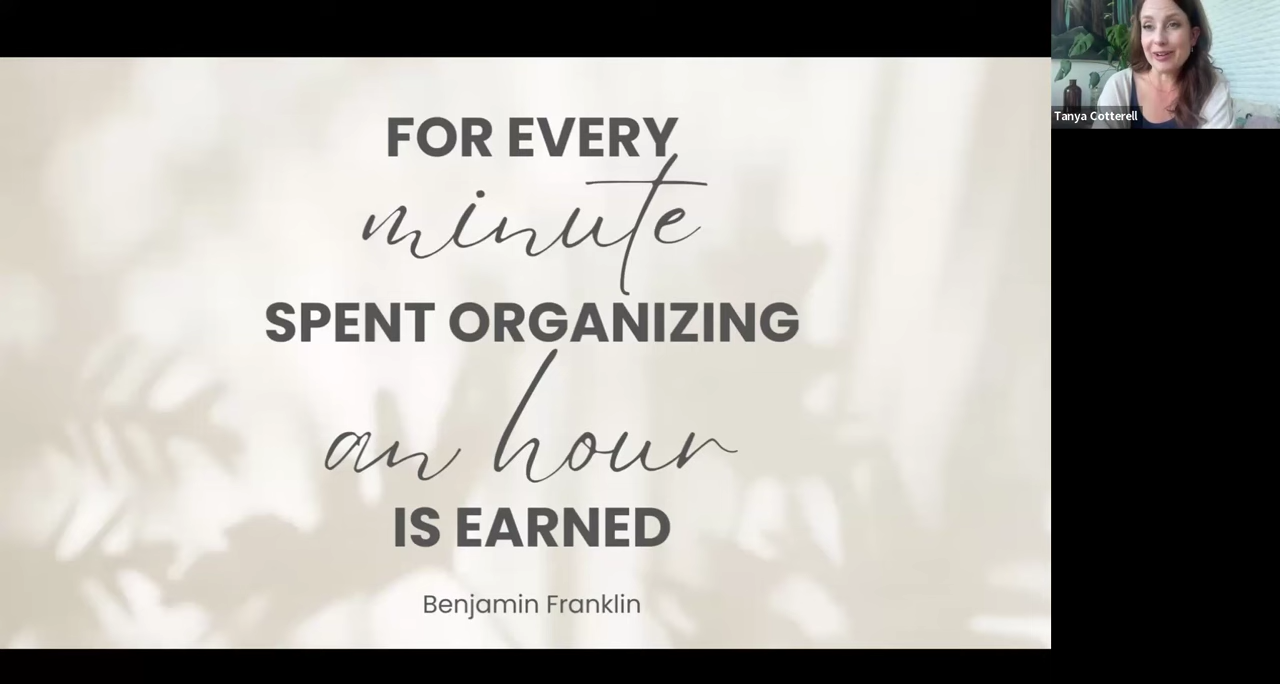 FOR EVERY
minute
SPENT ORGANIZING
an hour
IS EARNED
Benjamin Franklin
Tanya Cotterell